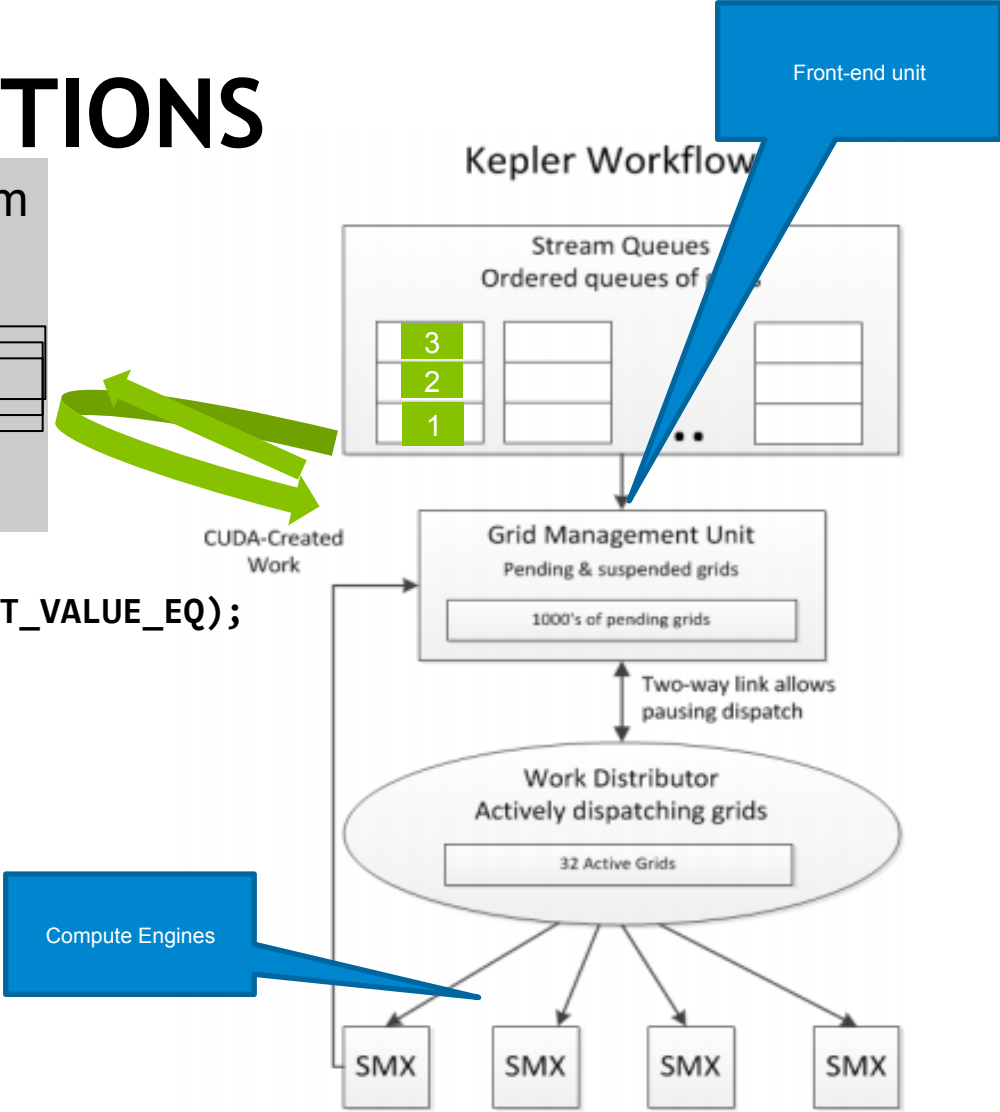 Front-end unit
TIONS
Kepler Workflow
m
Stream Queues
Ordered queues of
3
2
1
..
CUDA-Created
Work
Grid Management Unit
Pending & suspended grids
1000's of pending grids
T_VALUE_EQ);
Two-way link allows
pausing dispatch
Work Distributor
Actively dispatching grids
32 Active Grids
Compute Engines
SMX SMX SMX SMX